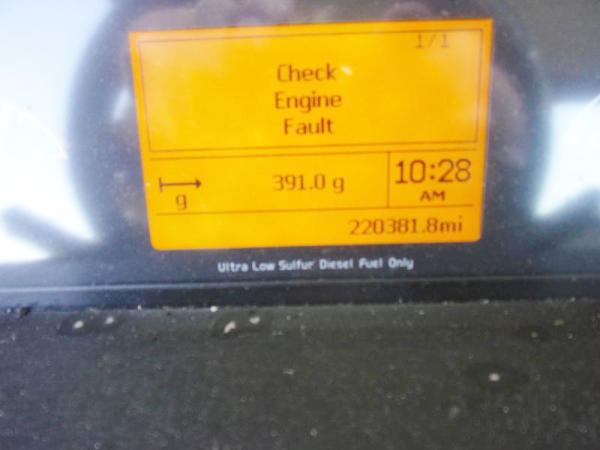 1/1
Check
Engine
Fault
g
391.0 g
10:28
AM
220381.8mi
Ultra Low Sulfur Diesel Fuel Only